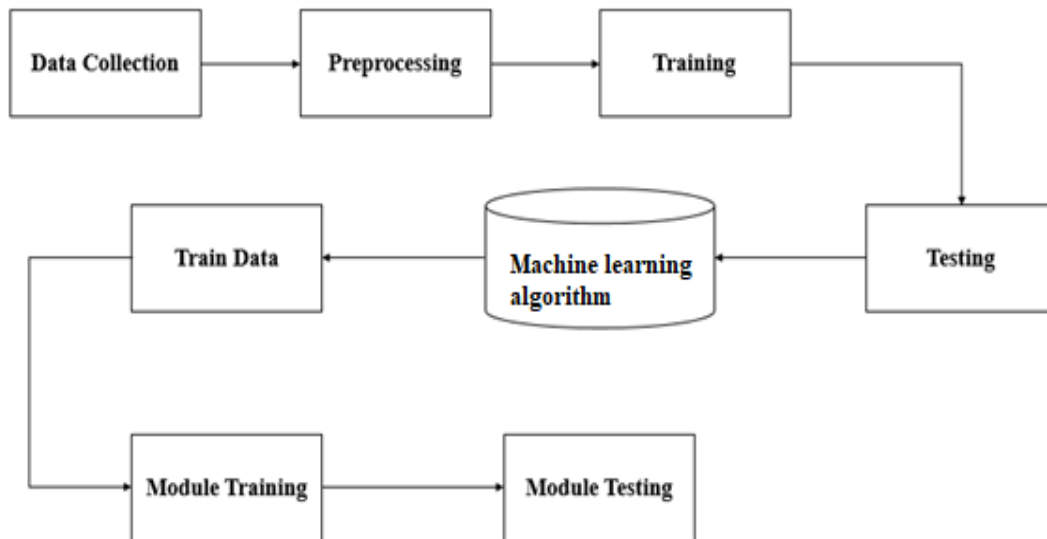 Data Collection
Preprocessing
Training
Testing
Machine learning
algorithm
Train Data
Module Training
Module Testing